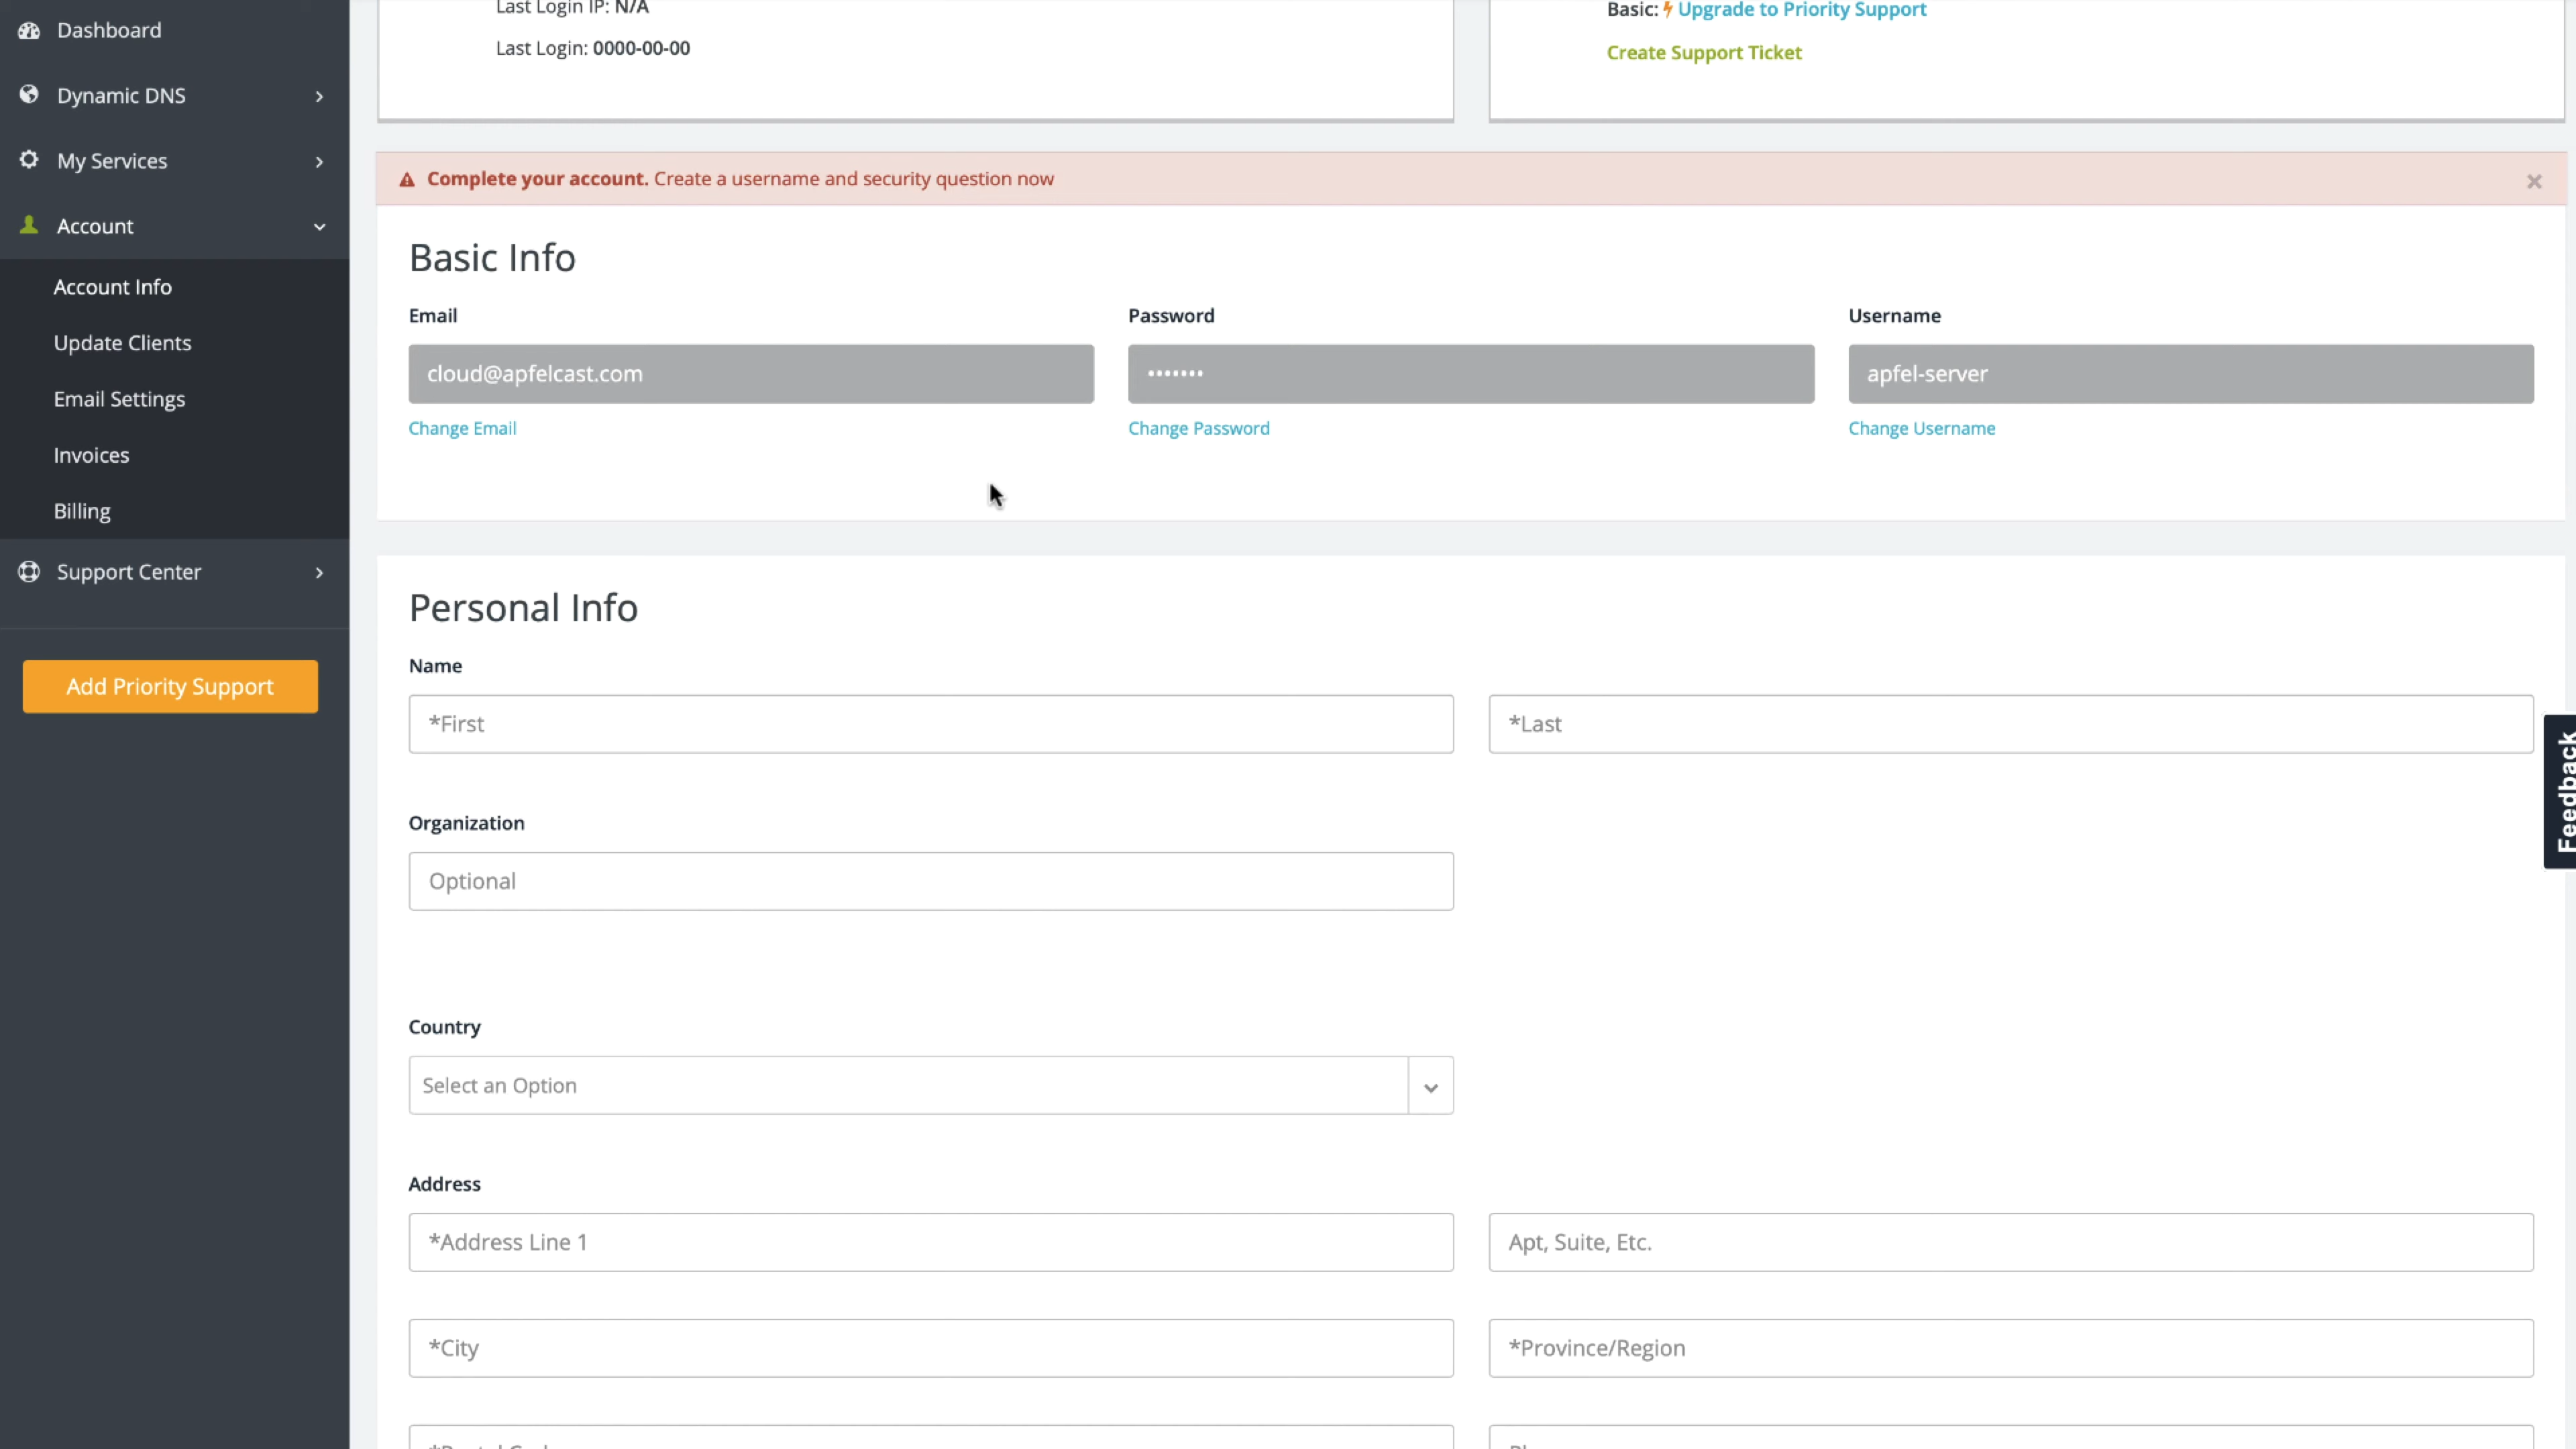 Dashboard
Dynamic DNS
My Services
Account
Account Info
Update Clients
Email Settings
Invoices
Billing
Support Center
Add Priority Support
Last Login IP: N/A
Last Login: 0000-00-00
Basic: Upgrade to Priority Support
Create Support Ticket
Complete your account. Create a username and security question now
Basic Info
Email
Password
Username
cloud@apfelcast.com
•••••••
apfel-server
Change Email
Change Password
Change Username
Personal Info
Name
*First
*Last
Organization
Optional
Country
Select an Option
Address
*Address Line 1
Apt, Suite, Etc.
*City
*Province/Region
Feedback